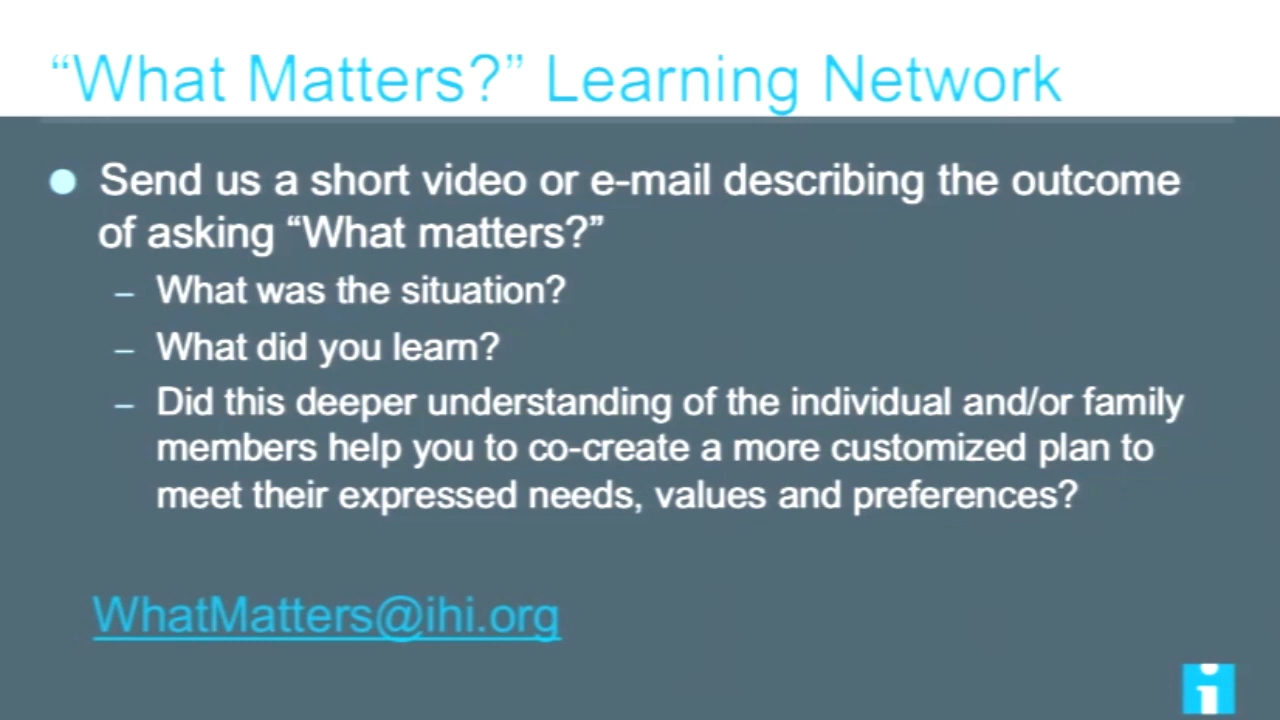 “What Matters?” Learning Network
● Send us a short video or e-mail describing the outcome
of asking “What matters?”
– What was the situation?
– What did you learn?
– Did this deeper understanding of the individual and/or family
members help you to co-create a more customized plan to
meet their expressed needs, values and preferences?
WhatMatters@ihi.org